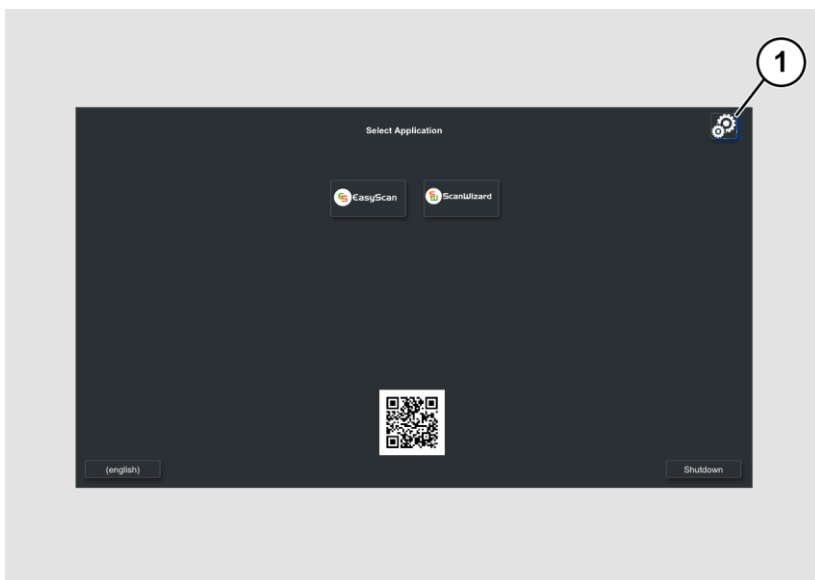 1
Select Application
EasyScan
ScanWizard
(english)
Shutdown